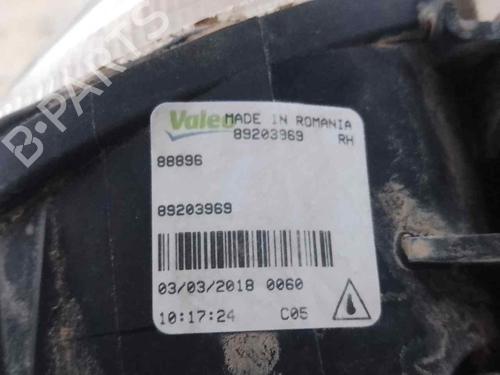 B-PARTS
Valeo MADE IN ROMANIA
89203969 RH
88896
89203969
03/03/2018 0060
10:17:24 C05